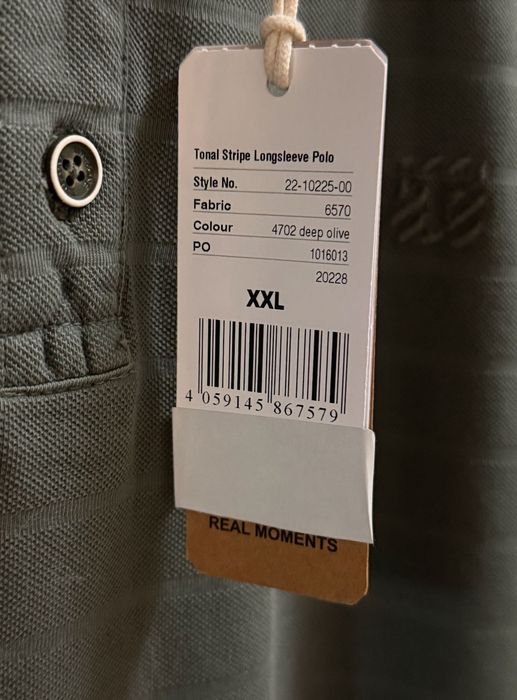 Tonal Stripe Longsleeve Polo
Style No. 22-10225-00
Fabric 6570
Colour 4702 deep olive
PO 1016013
20228
XXL
4 059145 867579
REAL MOMENTS